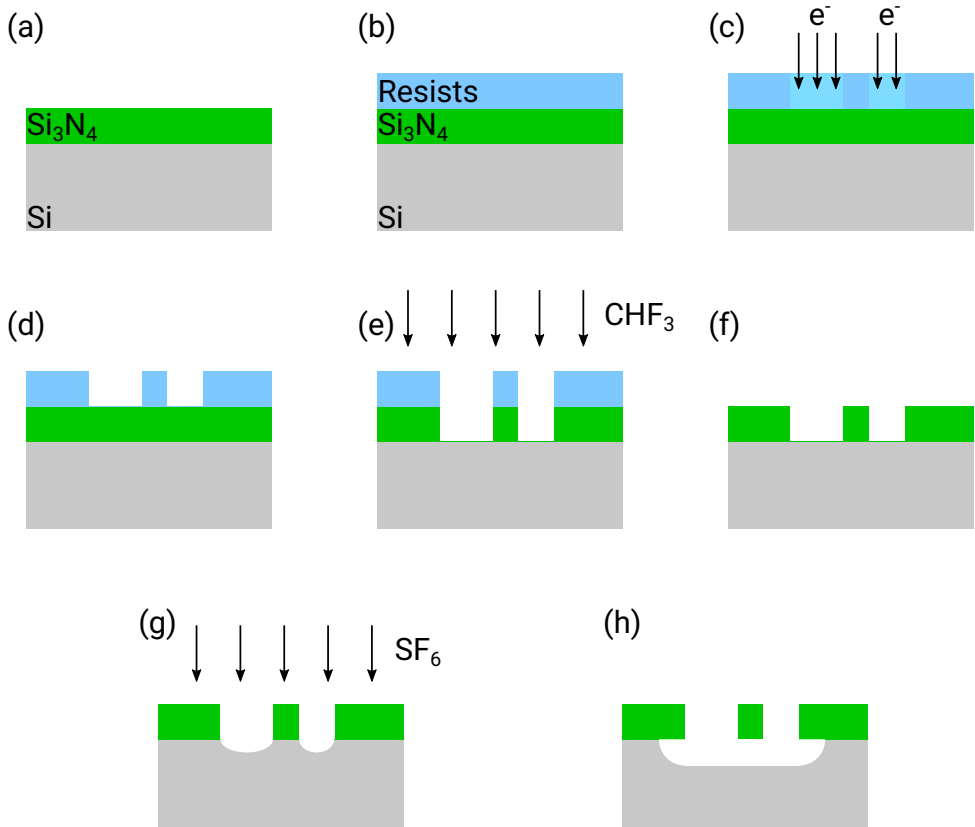 (a)
(b)
(c)
e⁻ e⁻
Resists
Si₃N₄
Si₃N₄
Si
Si
(d)
(e)
CHF₃
(f)
(g)
SF₆
(h)